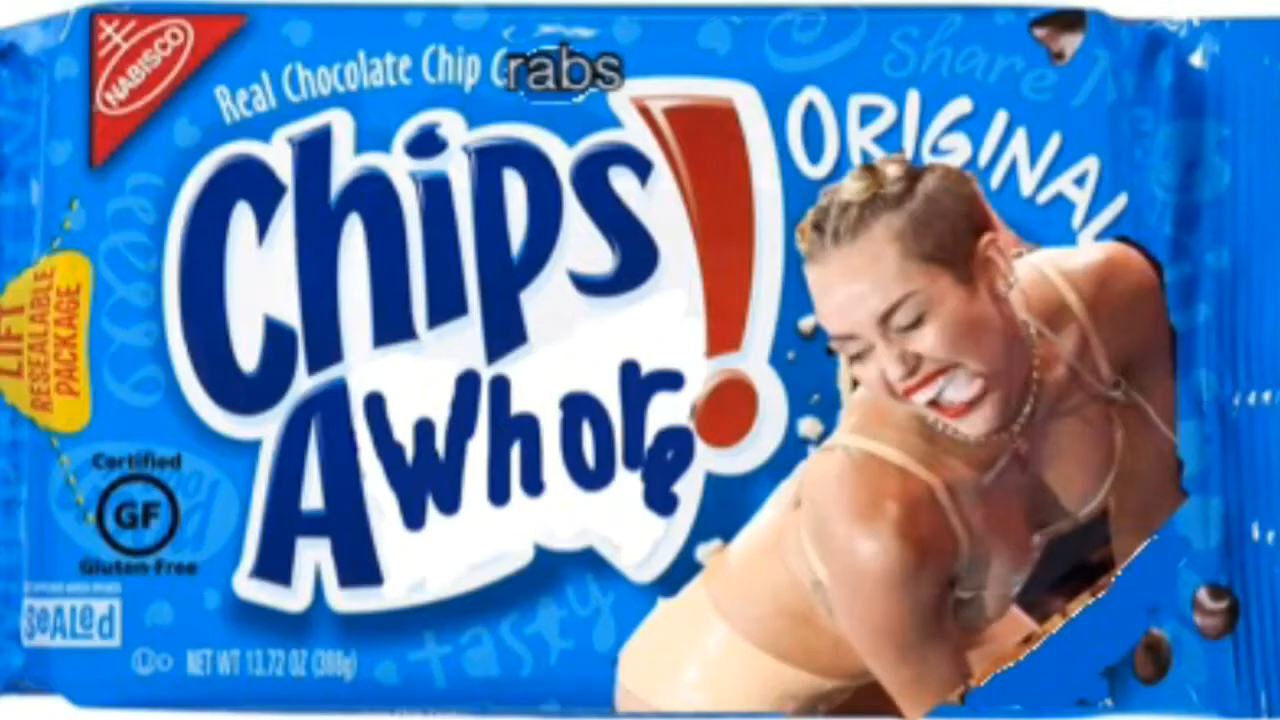 NABISCO
Real Chocolate Chip Crabs
Chips
Awhore!
ORIGINAL
share
LIFT
RESEALABLE
PACKAGE
Certified
GF
Gluten-Free
SeALed
tasty
NET WT 13.72 OZ (388g)